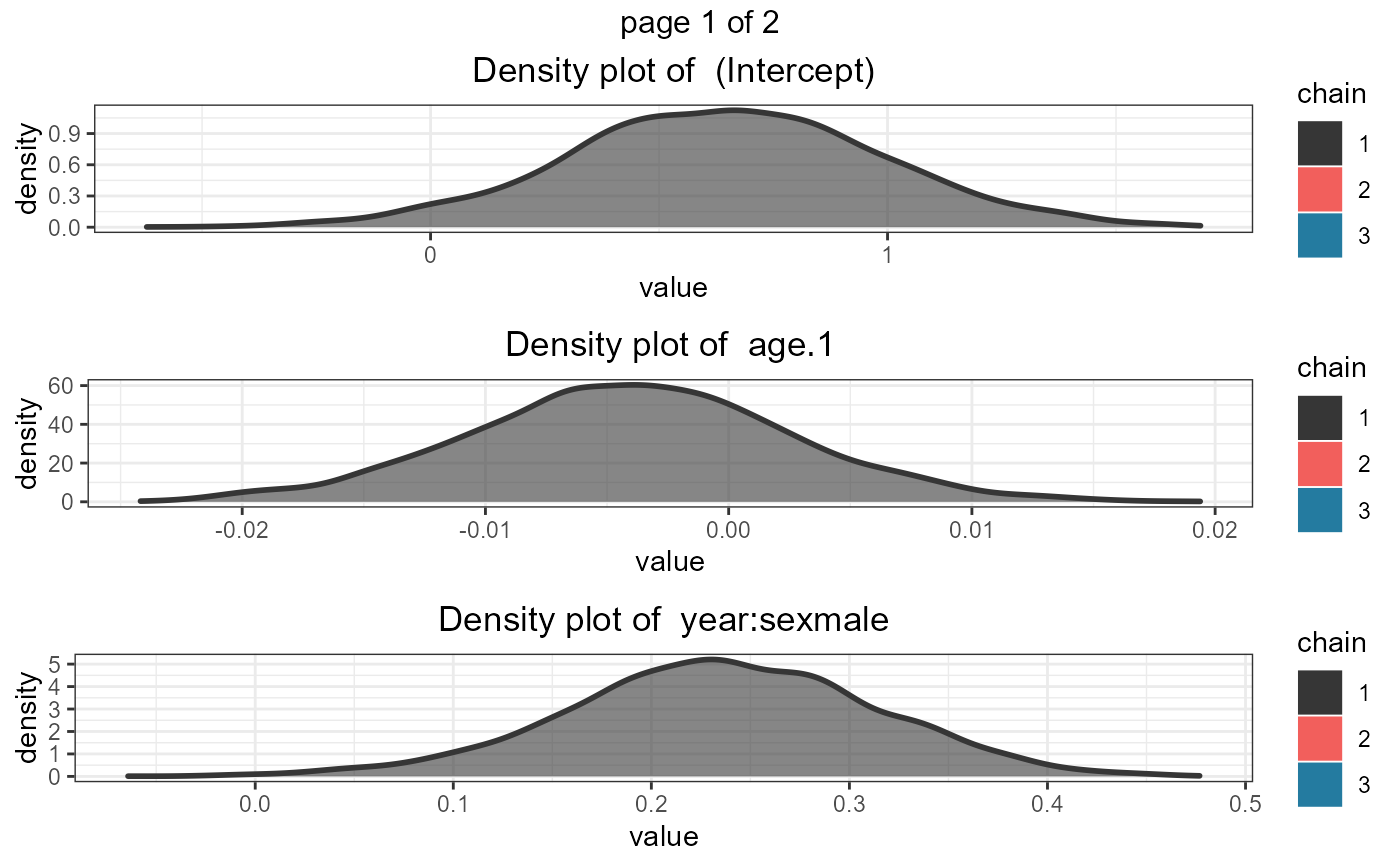 page 1 of 2
Density plot of  (Intercept)
density
0.9
0.6
0.3
0.0
0 1
value
chain
1
2
3
Density plot of  age.1
density
60
40
20
0
-0.02 -0.01 0.00 0.01 0.02
value
chain
1
2
3
Density plot of  year:sexmale
density
5
4
3
2
1
0
0.0 0.1 0.2 0.3 0.4 0.5
value
chain
1
2
3